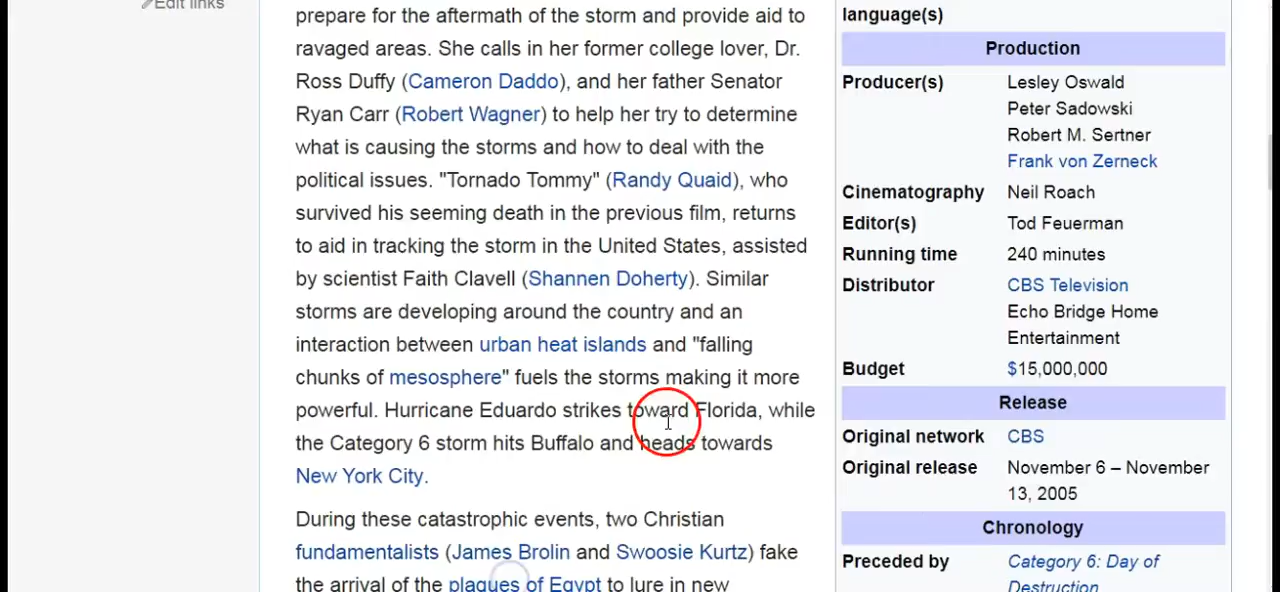 Edit links
prepare for the aftermath of the storm and provide aid to
ravaged areas. She calls in her former college lover, Dr.
Ross Duffy (Cameron Daddo), and her father Senator
Ryan Carr (Robert Wagner) to help her try to determine
what is causing the storms and how to deal with the
political issues. "Tornado Tommy" (Randy Quaid), who
survived his seeming death in the previous film, returns
to aid in tracking the storm in the United States, assisted
by scientist Faith Clavell (Shannen Doherty). Similar
storms are developing around the country and an
interaction between urban heat islands and "falling
chunks of mesosphere" fuels the storms making it more
powerful. Hurricane Eduardo strikes toward Florida, while
the Category 6 storm hits Buffalo and heads towards
New York City.
During these catastrophic events, two Christian
fundamentalists (James Brolin and Swoosie Kurtz) fake
the arrival of the plagues of Egypt to lure in new
language(s)
Production
Producer(s) Lesley Oswald
Peter Sadowski
Robert M. Sertner
Frank von Zerneck
Cinematography Neil Roach
Editor(s) Tod Feuerman
Running time 240 minutes
Distributor CBS Television
Echo Bridge Home
Entertainment
Budget $15,000,000
Release
Original network CBS
Original release November 6 – November
13, 2005
Chronology
Preceded by Category 6: Day of
Destruction